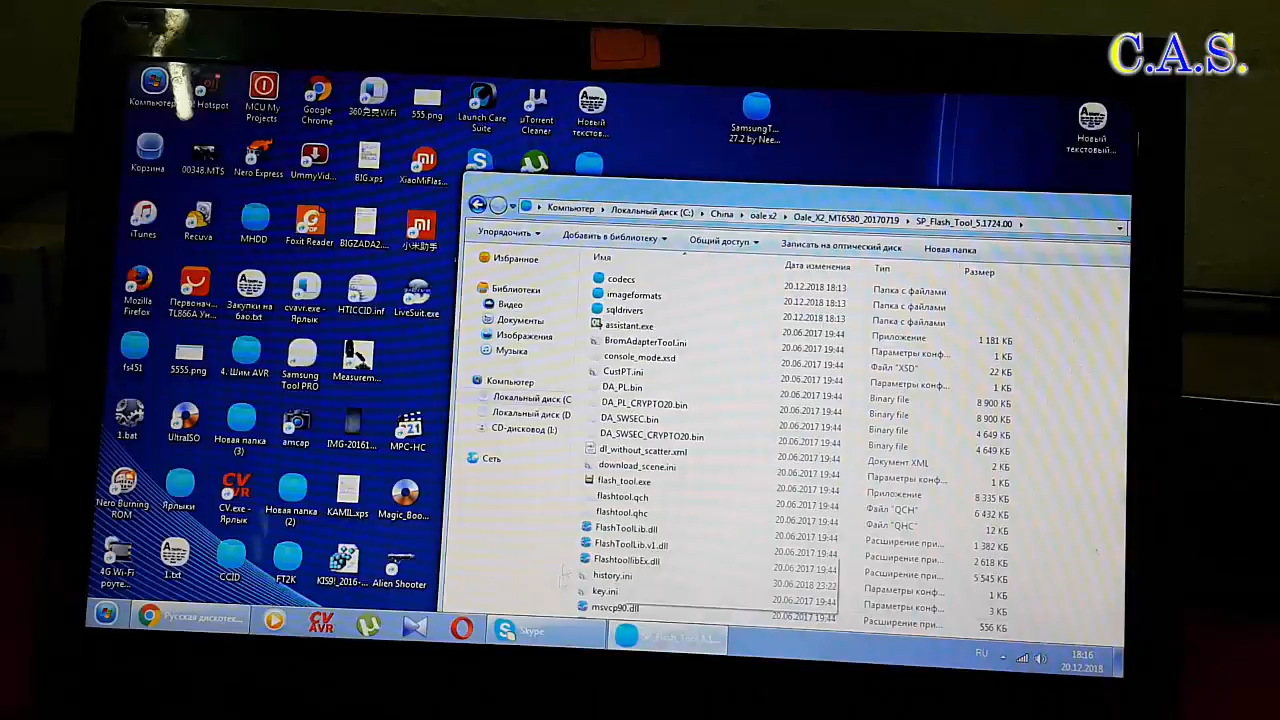 C.A.S.
Компьютер
Hotspot
MCU My
Projects
Google
Chrome
360免费WiFi
555.png
Launch Care
Suite
µTorrent
Cleaner
Новый
текстов...
SamsungT...
27.2 by Nee...
Новый
текстовый...
Корзина
00348.MTS
Nero Express
UmmyVid...
BIG.xps
XiaoMiFlas...
iTunes
Recuva
MHDD
Foxit Reader
BIGZADA2...
小米助手
Mozilla
Firefox
Первонач...
TL866A Ун...
Закупки на
бао.txt
cvavr.exe -
Ярлык
HTICCID.inf
LiveSuit.exe
fs451
5555.png
4. Шим AVR
Samsung
Tool PRO
Measurem...
1.bat
UltraISO
Новая папка
(3)
amcap
IMG-20161...
MPC-HC
Nero Burning
ROM
Ярлыки
CV.exe -
Ярлык
Новая папка
(2)
KAMIL.xps
Magic_Boo...
4G Wi-Fi
роуте...
1.txt
CCID
FT2K
KIS9!_2016-...
Alien Shooter
Компьютер
Локальный диск (C:)
China
oale x2
Oale_X2_MT6580_20170719
SP_Flash_Tool_5.1724.00
Упорядочить
Добавить в библиотеку
Общий доступ
Записать на оптический диск
Новая папка
Избранное
Библиотеки
Видео
Документы
Изображения
Музыка
Компьютер
Локальный диск (C
Локальный диск (D
CD-дисковод (I:)
Сеть
Имя Дата изменения Тип Размер
codecs 20.12.2018 18:13 Папка с файлами
imageformats 20.12.2018 18:13 Папка с файлами
sqldrivers 20.12.2018 18:13 Папка с файлами
assistant.exe 20.06.2017 19:44 Приложение 1 181 КБ
BromAdapterTool.ini 20.06.2017 19:44 Параметры конф... 1 КБ
console_mode.xsd 20.06.2017 19:44 Файл "XSD" 22 КБ
CustPT.ini 20.06.2017 19:44 Параметры конф... 1 КБ
DA_PL.bin 20.06.2017 19:44 Binary file 8 900 КБ
DA_PL_CRYPTO20.bin 20.06.2017 19:44 Binary file 8 900 КБ
DA_SWSEC.bin 20.06.2017 19:44 Binary file 4 649 КБ
DA_SWSEC_CRYPTO20.bin 20.06.2017 19:44 Binary file 4 649 КБ
dl_without_scatter.xml 20.06.2017 19:44 Документ XML 2 КБ
download_scene.ini 20.06.2017 19:44 Параметры конф... 1 КБ
flash_tool.exe 20.06.2017 19:44 Приложение 8 335 КБ
flashtool.qch 20.06.2017 19:44 Файл "QCH" 6 432 КБ
flashtool.qhc 20.06.2017 19:44 Файл "QHC" 12 КБ
FlashToolLib.dll 20.06.2017 19:44 Расширение при... 1 382 КБ
FlashToolLib.v1.dll 20.06.2017 19:44 Расширение при... 2 618 КБ
FlashtoollibEx.dll 20.06.2017 19:44 Расширение при... 5 545 КБ
history.ini 30.06.2018 23:22 Параметры конф... 1 КБ
key.ini 20.06.2017 19:44 Параметры конф... 3 КБ
msvcp90.dll 20.06.2017 19:44 Расширение при... 556 КБ
Русская дискотек...
CV
AVR
Skype
SP_Flash_Tool
RU
18:16
20.12.2018